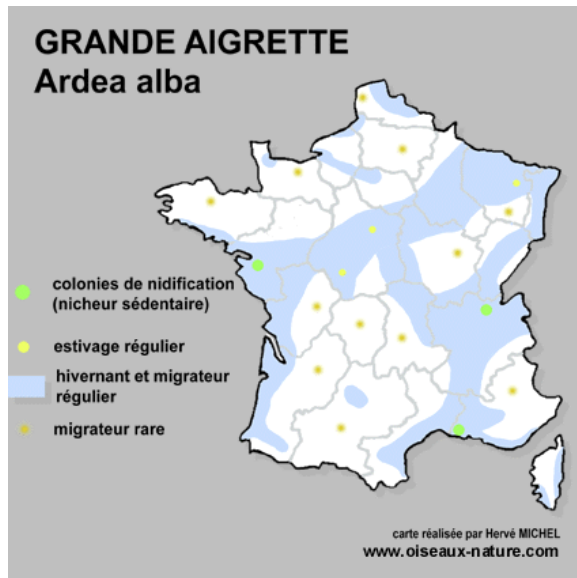 GRANDE AIGRETTE
Ardea alba
colonies de nidification
(nicheur sédentaire)
estivage régulier
hivernant et migrateur
régulier
migrateur rare
carte réalisée par Hervé MICHEL
www.oiseaux-nature.com